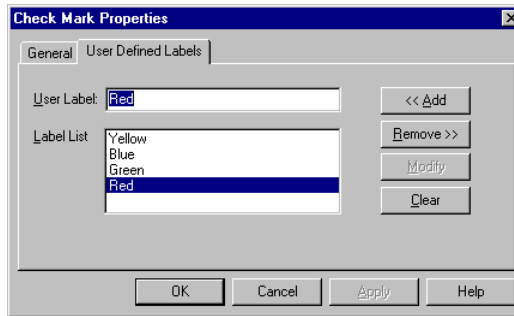 Check Mark Properties
General User Defined Labels
User Label: Red << Add
Label List Yellow Remove >>
Blue
Green Modify
Red
Clear
OK Cancel Apply Help